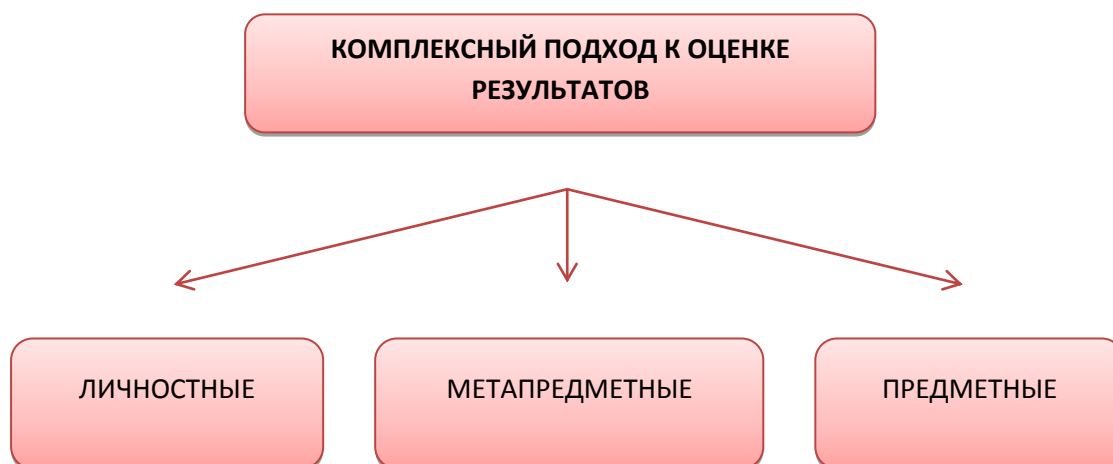 КОМПЛЕКСНЫЙ ПОДХОД К ОЦЕНКЕ
РЕЗУЛЬТАТОВ
ЛИЧНОСТНЫЕ
МЕТАПРЕДМЕТНЫЕ
ПРЕДМЕТНЫЕ